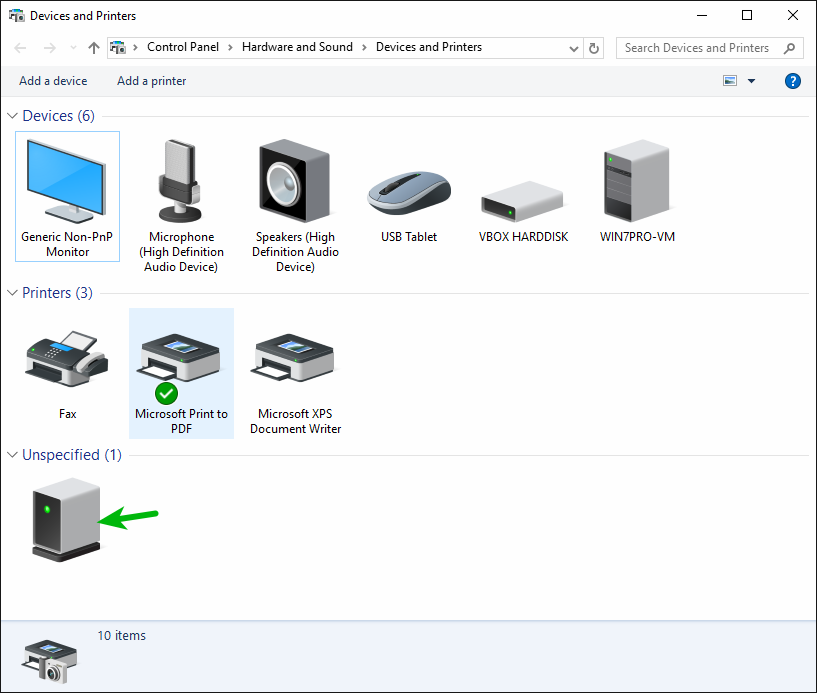 Devices and Printers
Control Panel > Hardware and Sound > Devices and Printers
Search Devices and Printers
Add a device
Add a printer
?
Devices (6)
Generic Non-PnP
Monitor
Microphone
(High Definition
Audio Device)
Speakers (High
Definition Audio
Device)
USB Tablet
VBOX HARDDISK
WIN7PRO-VM
Printers (3)
Fax
Microsoft Print to
PDF
Microsoft XPS
Document Writer
Unspecified (1)
10 items